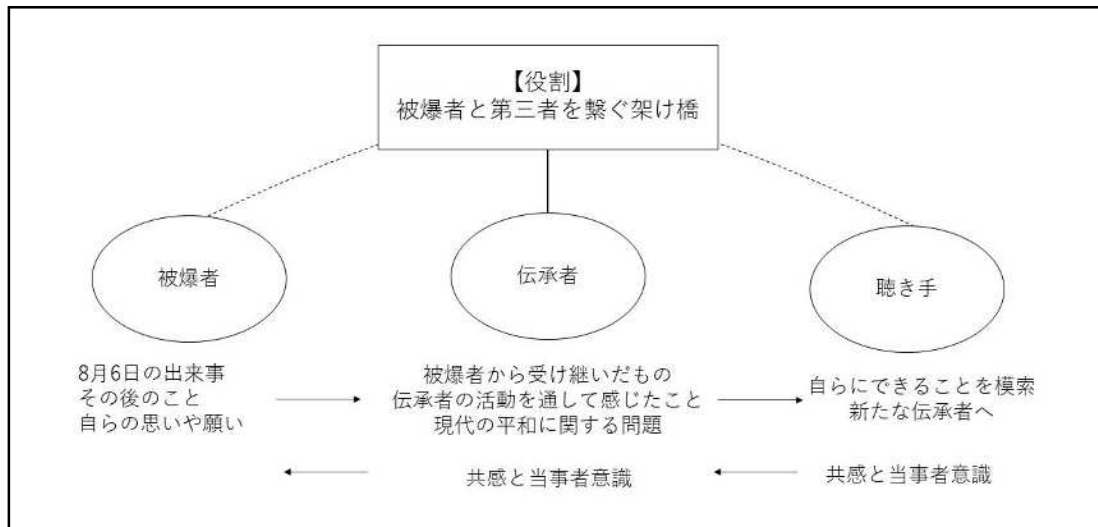 【役割】
被爆者と第三者を繋ぐ架け橋
被爆者
伝承者
聴き手
8月6日の出来事
その後のこと
自らの思いや願い
被爆者から受け継いだもの
伝承者の活動を通して感じたこと
現代の平和に関する問題
自らにできることを模索
新たな伝承者へ
共感と当事者意識
共感と当事者意識